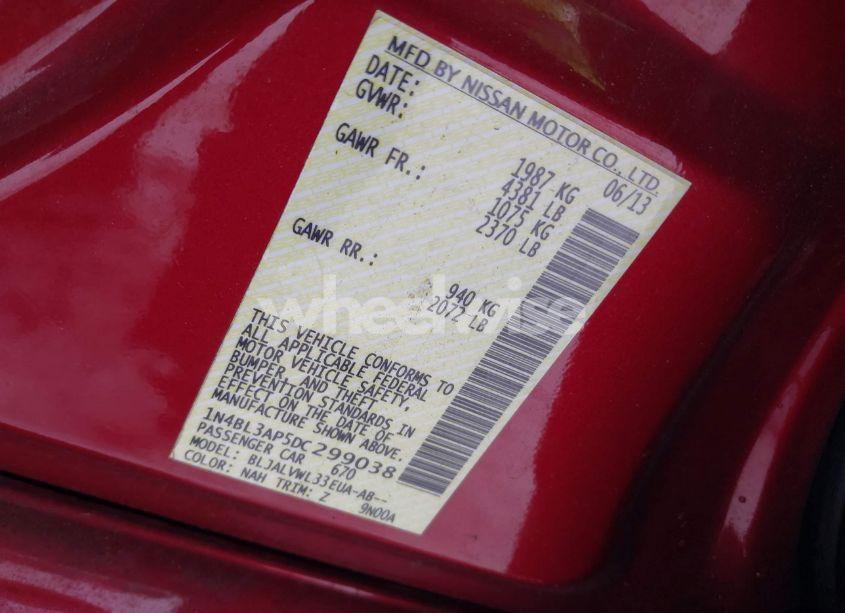 MFD BY NISSAN MOTOR CO., LTD.
DATE: 06/13
GVWR: 1987 KG
4381 LB
GAWR FR.: 1075 KG
2370 LB
GAWR RR.: 940 KG
2072 LB
THIS VEHICLE CONFORMS TO
ALL APPLICABLE FEDERAL
MOTOR VEHICLE SAFETY,
BUMPER, AND THEFT
PREVENTION STANDARDS IN
EFFECT ON THE DATE OF
MANUFACTURE SHOWN ABOVE.
1N4BL3AP5DC299038
PASSENGER CAR 670
MODEL: BLJALVWL33EUA-AB--
COLOR: NAH TRIM: Z 9N00A
wheelwise